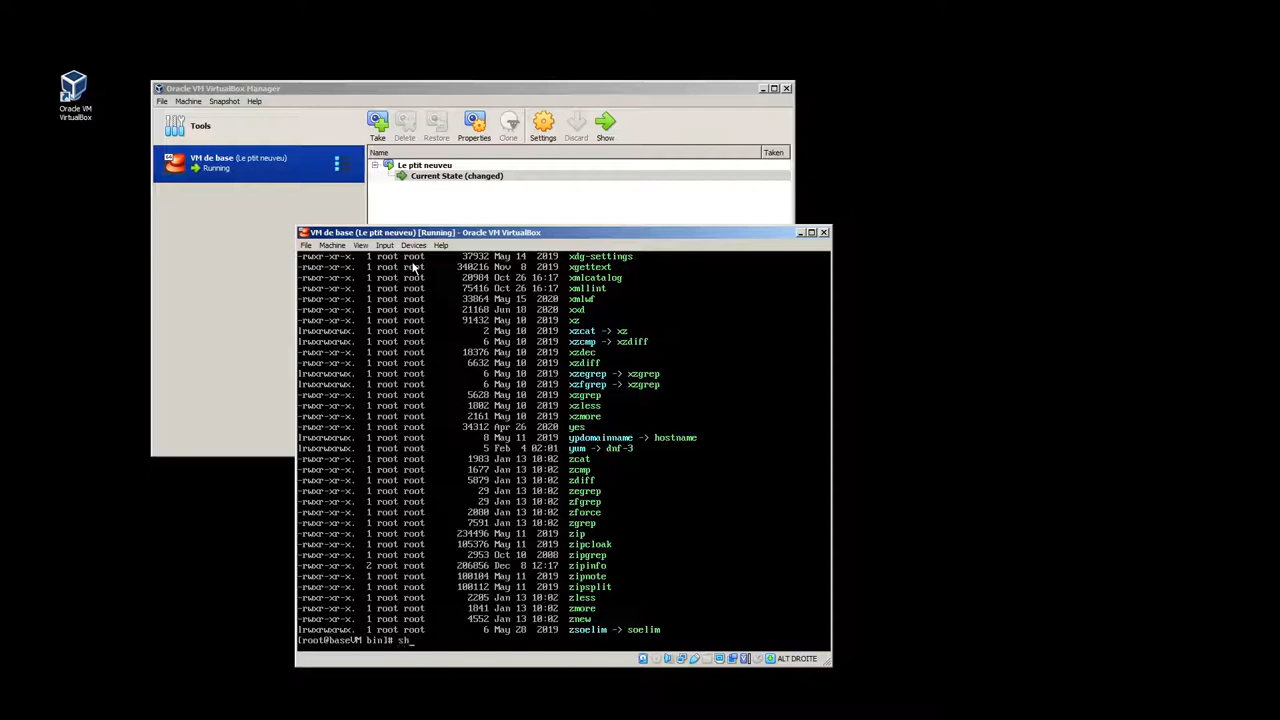 Oracle VM
VirtualBox
Oracle VM VirtualBox Manager
File Machine Snapshot Help
Tools
Take Delete Restore Properties Clone Settings Discard Show
Name Taken
VM de base (Le ptit neuveu)
Running
Le ptit neuveu
Current State (changed)
VM de base (Le ptit neuveu) [Running] - Oracle VM VirtualBox
File Machine View Input Devices Help
-rwxr-xr-x. 1 root root 37932 May 14 2019 xdg-settings
-rwxr-xr-x. 1 root root 340216 Nov 8 2019 xgettext
-rwxr-xr-x. 1 root root 20984 Oct 26 16:17 xmlcatalog
-rwxr-xr-x. 1 root root 75416 Oct 26 16:17 xmllint
-rwxr-xr-x. 1 root root 33864 May 15 2020 xmlwf
-rwxr-xr-x. 1 root root 21168 Jun 18 2020 xxd
-rwxr-xr-x. 1 root root 91432 May 10 2019 xz
lrwxrwxrwx. 1 root root 2 May 10 2019 xzcat -> xz
lrwxrwxrwx. 1 root root 6 May 10 2019 xzcmp -> xzdiff
-rwxr-xr-x. 1 root root 18376 May 10 2019 xzdec
-rwxr-xr-x. 1 root root 6632 May 10 2019 xzdiff
lrwxrwxrwx. 1 root root 6 May 10 2019 xzegrep -> xzgrep
lrwxrwxrwx. 1 root root 6 May 10 2019 xzfgrep -> xzgrep
-rwxr-xr-x. 1 root root 5628 May 10 2019 xzgrep
-rwxr-xr-x. 1 root root 1802 May 10 2019 xzless
-rwxr-xr-x. 1 root root 2161 May 10 2019 xzmore
-rwxr-xr-x. 1 root root 34312 Apr 26 2020 yes
lrwxrwxrwx. 1 root root 8 May 11 2019 ypdomainname -> hostname
lrwxrwxrwx. 1 root root 5 Feb 4 02:01 yum -> dnf-3
-rwxr-xr-x. 1 root root 1983 Jan 13 10:02 zcat
-rwxr-xr-x. 1 root root 1677 Jan 13 10:02 zcmp
-rwxr-xr-x. 1 root root 5879 Jan 13 10:02 zdiff
-rwxr-xr-x. 1 root root 29 Jan 13 10:02 zegrep
-rwxr-xr-x. 1 root root 29 Jan 13 10:02 zfgrep
-rwxr-xr-x. 1 root root 2080 Jan 13 10:02 zforce
-rwxr-xr-x. 1 root root 7591 Jan 13 10:02 zgrep
-rwxr-xr-x. 1 root root 234496 May 11 2019 zip
-rwxr-xr-x. 1 root root 105376 May 11 2019 zipcloak
-rwxr-xr-x. 1 root root 2953 Oct 10 2008 zipgrep
-rwxr-xr-x. 2 root root 206856 Dec 8 12:17 zipinfo
-rwxr-xr-x. 1 root root 100104 May 11 2019 zipnote
-rwxr-xr-x. 1 root root 100112 May 11 2019 zipsplit
-rwxr-xr-x. 1 root root 2205 Jan 13 10:02 zless
-rwxr-xr-x. 1 root root 1841 Jan 13 10:02 zmore
-rwxr-xr-x. 1 root root 4552 Jan 13 10:02 znew
lrwxrwxrwx. 1 root root 6 May 28 2019 zsoelim -> soelim
[root@baseVM bin]# sh_
ALT DROITE